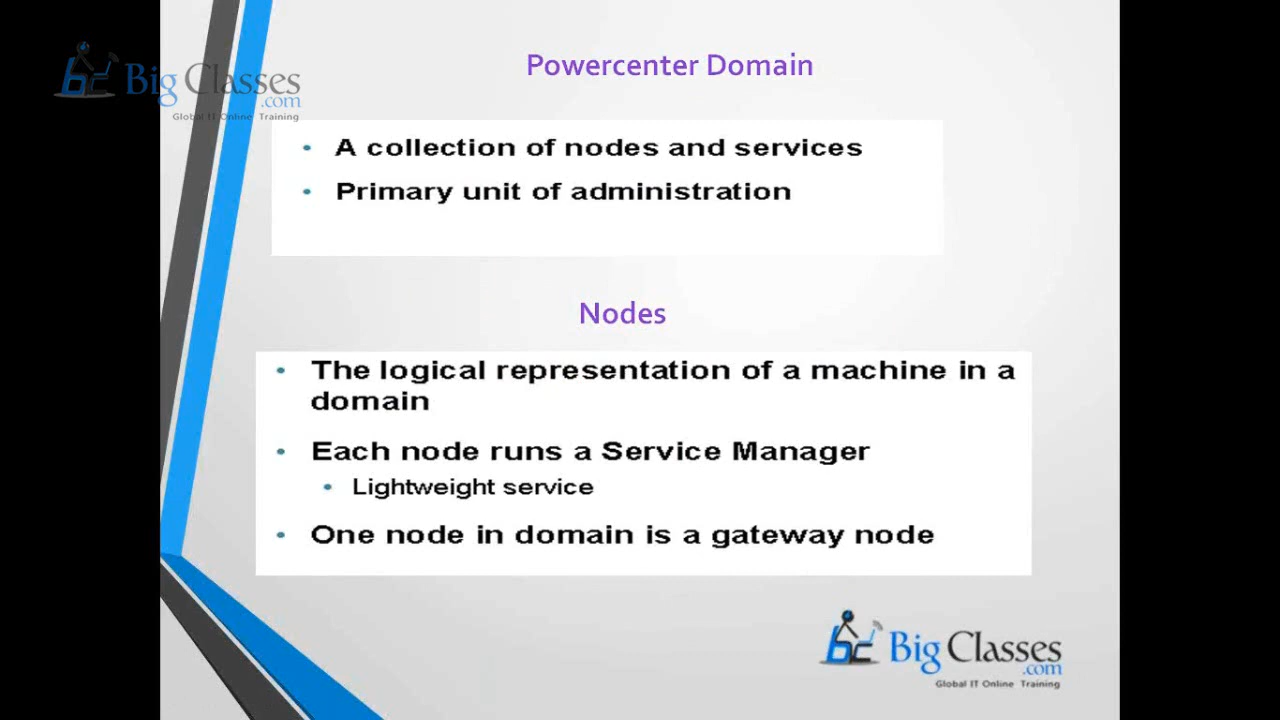 Big Classes
.com
Global IT Online Training
Powercenter Domain
• A collection of nodes and services
• Primary unit of administration
Nodes
• The logical representation of a machine in a
domain
• Each node runs a Service Manager
• Lightweight service
• One node in domain is a gateway node
Big Classes
.com
Global IT Online Training